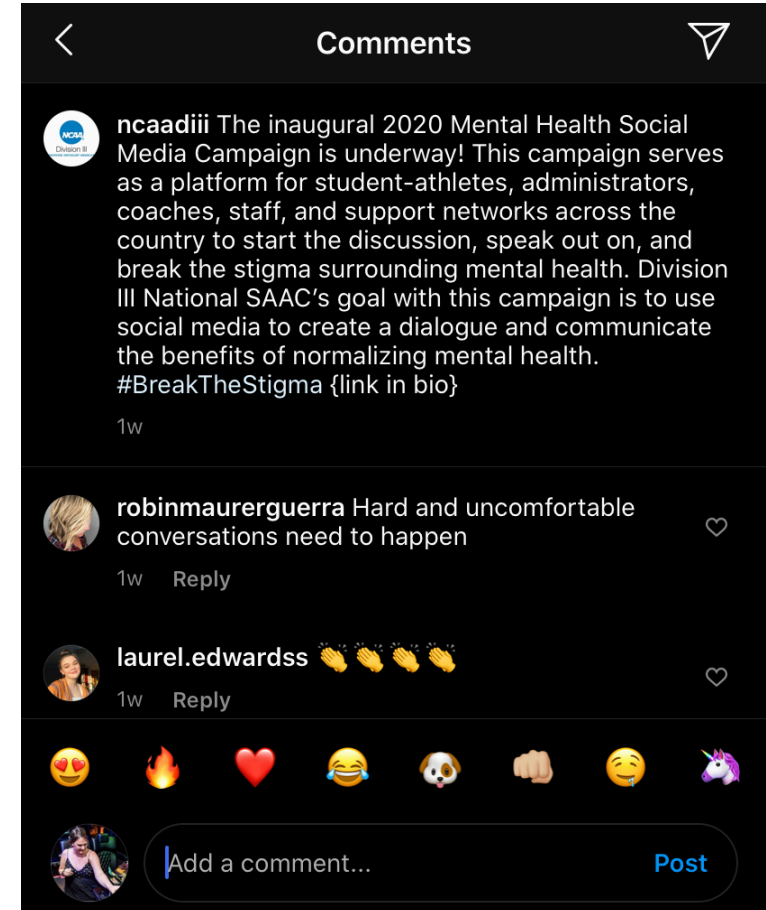 Comments
NCAA
Division III
ncaadiii The inaugural 2020 Mental Health Social
Media Campaign is underway! This campaign serves
as a platform for student-athletes, administrators,
coaches, staff, and support networks across the
country to start the discussion, speak out on, and
break the stigma surrounding mental health. Division
III National SAAC’s goal with this campaign is to use
social media to create a dialogue and communicate
the benefits of normalizing mental health.
#BreakTheStigma {link in bio}
1w
robinmaurerguerra Hard and uncomfortable
conversations need to happen
1w Reply
laurel.edwardss 👏👏👏👏
1w Reply
Add a comment... Post